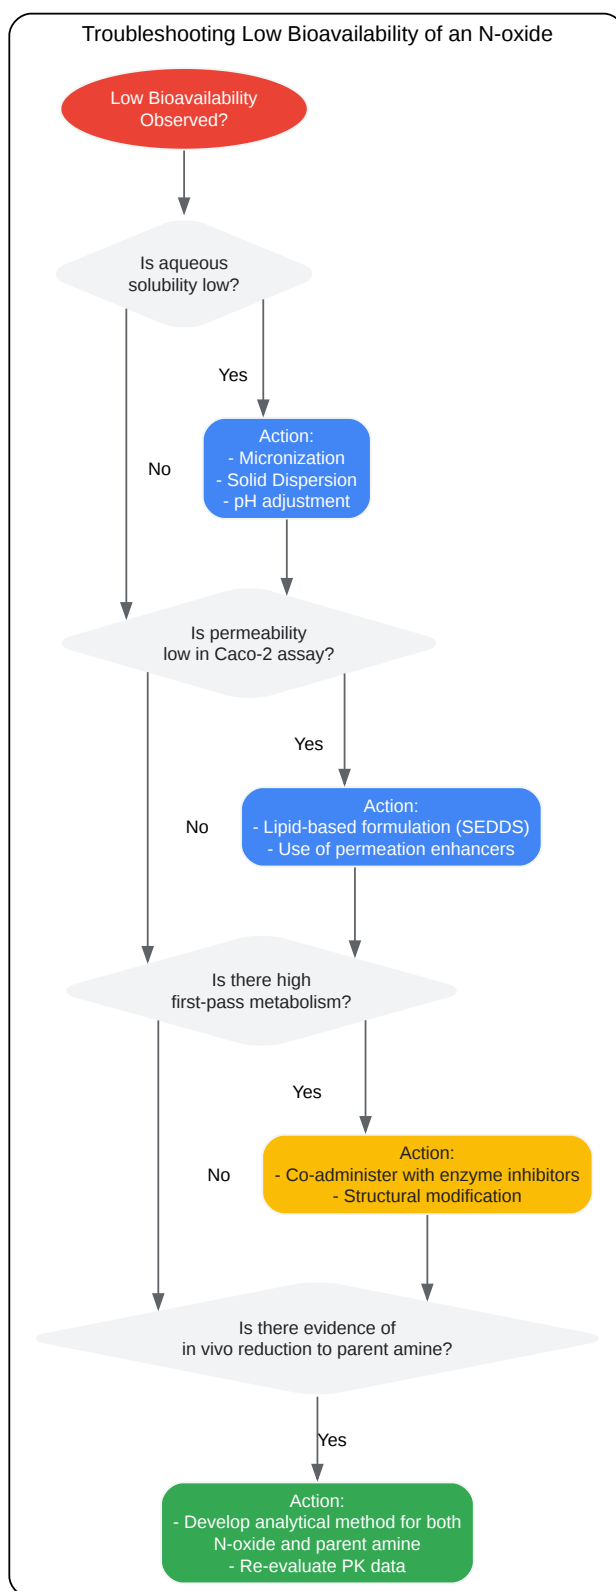 Troubleshooting Low Bioavailability of an N-oxide
Low Bioavailability
Observed?
Is aqueous
solubility low?
Yes
Action:
- Micronization
- Solid Dispersion
- pH adjustment
No
Is permeability
low in Caco-2 assay?
Yes
Action:
- Lipid-based formulation (SEDDS)
- Use of permeation enhancers
No
Is there high
first-pass metabolism?
Yes
Action:
- Co-administer with enzyme inhibitors
- Structural modification
No
Is there evidence of
in vivo reduction to parent amine?
Yes
Action:
- Develop analytical method for both
N-oxide and parent amine
- Re-evaluate PK data